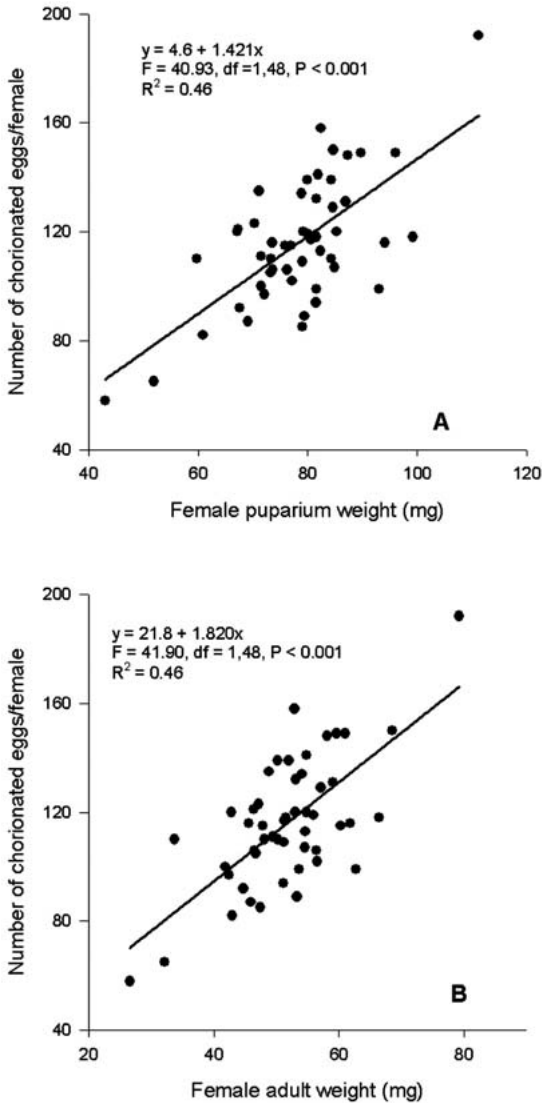 200
y = 4.6 + 1.421x
F = 40.93, df =1,48, P < 0.001
R² = 0.46
160
120
80
40
Number of chorionated eggs/female
A
40 60 80 100 120
Female puparium weight (mg)
200
y = 21.8 + 1.820x
F = 41.90, df = 1,48, P < 0.001
R² = 0.46
160
120
80
40
Number of chorionated eggs/female
B
20 40 60 80
Female adult weight (mg)